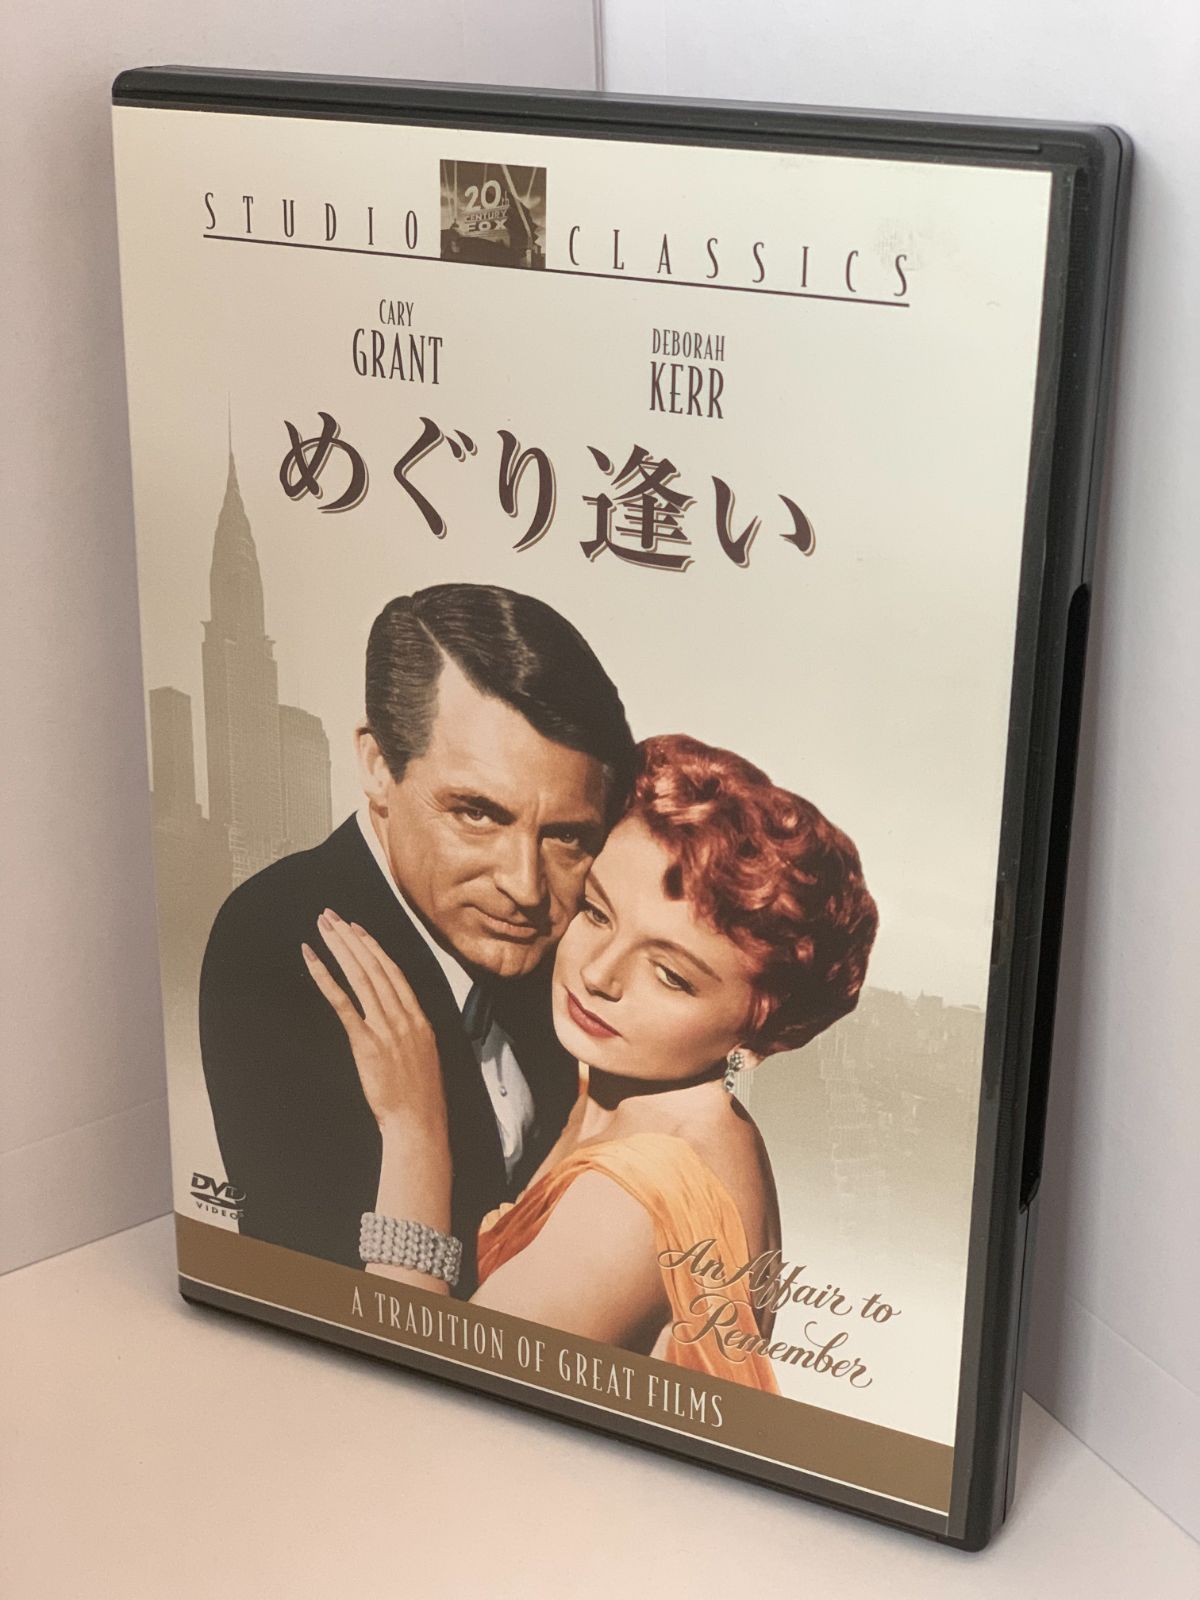 STUDIO CLASSICS
20th
CENTURY
FOX
CARY
GRANT
DEBORAH
KERR
めぐり逢い
DVD
VIDEO
An Affair to
Remember
A TRADITION OF GREAT FILMS